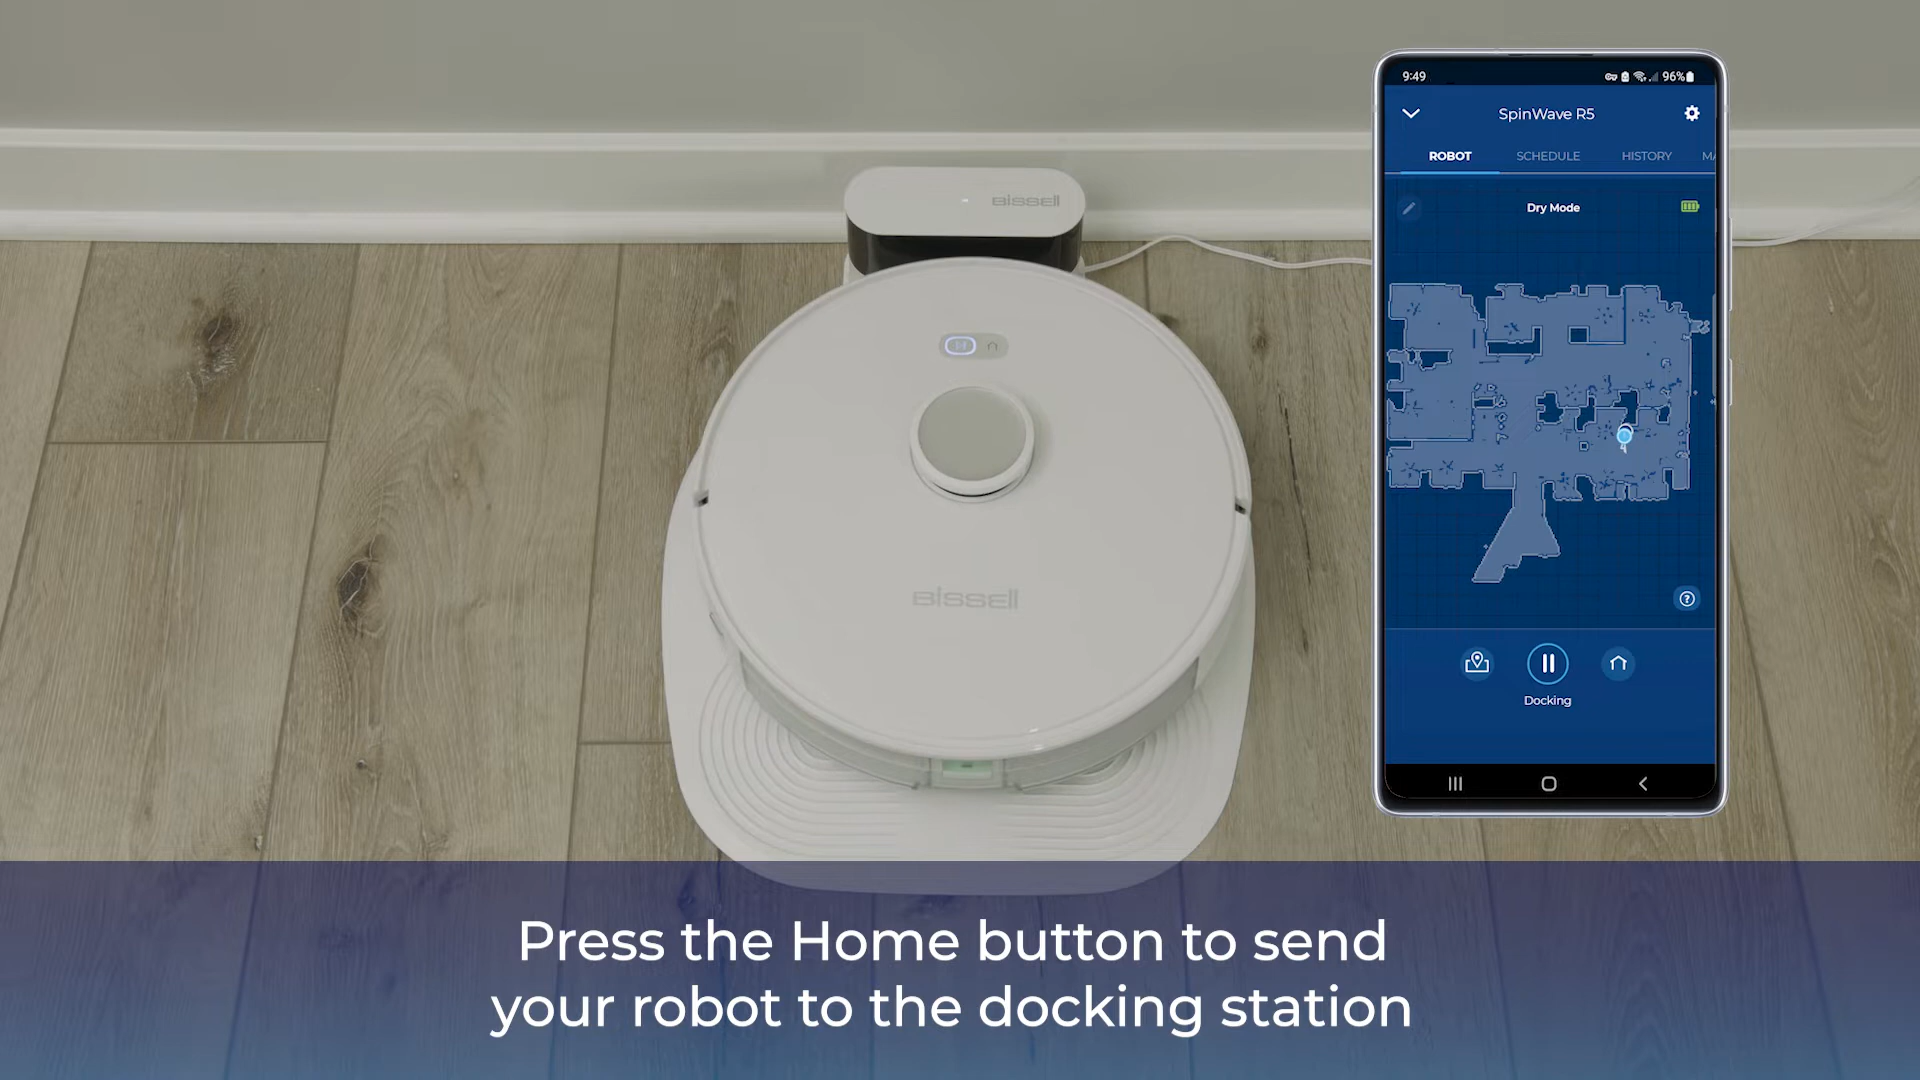 9:49
96%
SpinWave R5
ROBOT
SCHEDULE
HISTORY
MA
Dry Mode
Docking
BISSELL
BISSELL
Press the Home button to send
your robot to the docking station